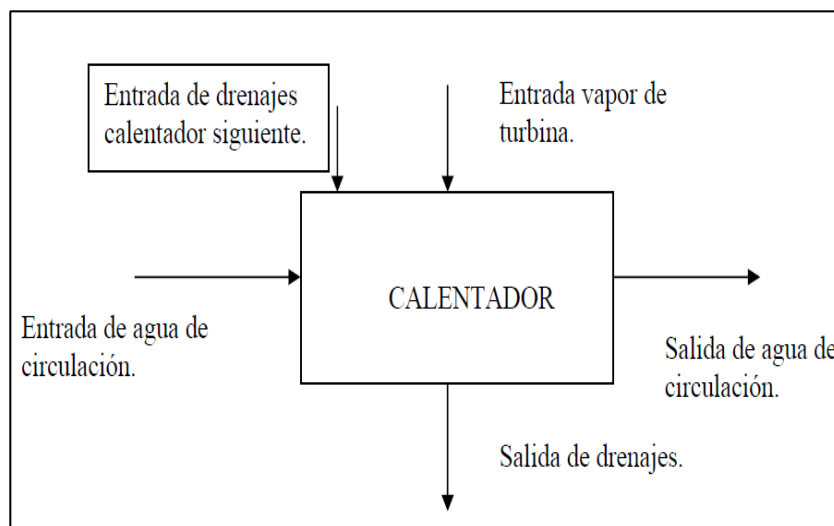 Entrada de drenajes
calentador siguiente.
Entrada vapor de
turbina.
CALENTADOR
Entrada de agua de
circulación.
Salida de agua de
circulación.
Salida de drenajes.